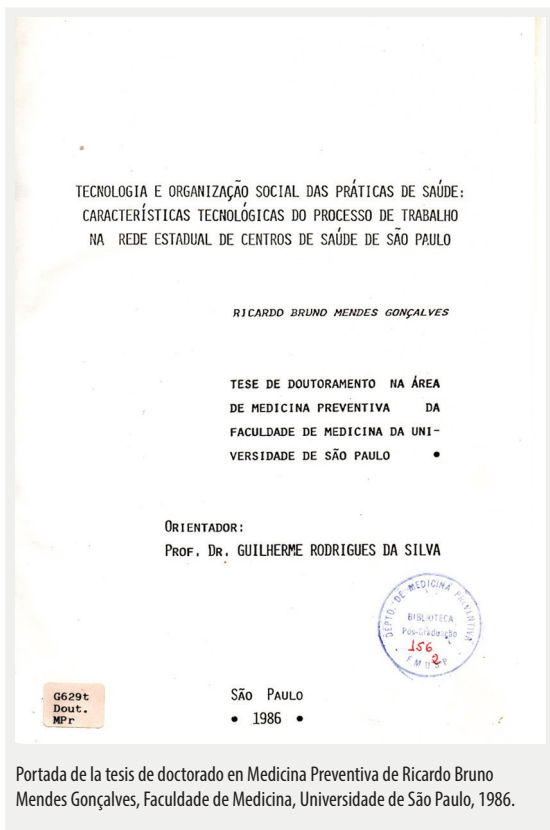 TECNOLOGIA E ORGANIZAÇÃO SOCIAL DAS PRÁTICAS DE SAÚDE:
CARACTERÍSTICAS TECNOLÓGICAS DO PROCESSO DE TRABALHO
NA REDE ESTADUAL DE CENTROS DE SAÚDE DE SÃO PAULO
RICARDO BRUNO MENDES GONÇALVES
TESE DE DOUTORAMENTO NA ÁREA
DE MEDICINA PREVENTIVA DA
FACULDADE DE MEDICINA DA UNI-
VERSIDADE DE SÃO PAULO •
ORIENTADOR:
PROF. DR. GUILHERME RODRIGUES DA SILVA
DEPTO. DE MEDICINA PREVENTIVA
BIBLIOTECA
Pós-Graduação
156
2
FMUSP
G629t
Dout.
MPr
SÃO PAULO
• 1986 •
Portada de la tesis de doctorado en Medicina Preventiva de Ricardo Bruno
Mendes Gonçalves, Faculdade de Medicina, Universidade de São Paulo, 1986.